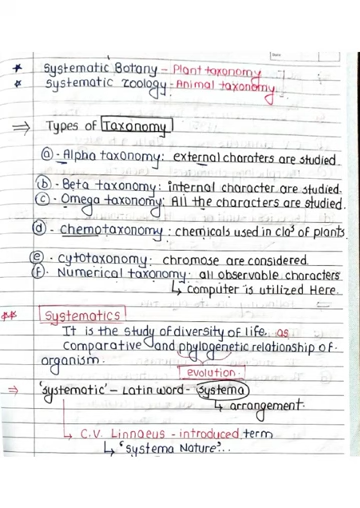 * Systematic Botany - Plant taxonomy
* Systematic Zoology - Animal taxonomy.
⇒ Types of Taxonomy
(a) · Alpha taxonomy: external charaters are studied
(b) · Beta taxonomy: internal character are studied.
(c) · Omega taxonomy: All the characters are studied.
(d) · chemotaxonomy: chemicals used in clo³ of plants
(e) · cytotaxonomy: chromose are considered.
(f) · Numerical taxonomy: all observable characters
↳ computer is utilized Here.
** Systematics
It is the study of diversity of life as
comparative and phylogenetic relationship of
organism.
evolution.
⇒ 'systematic' - Latin word - systema
↳ arrangement.
↳ C.V. Linnaeus - introduced term
↳ 'systema Nature'..